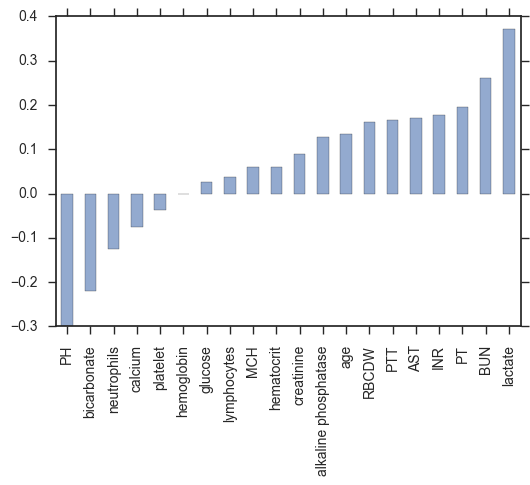 0.4
0.3
0.2
0.1
0.0
−0.1
−0.2
−0.3
PH
bicarbonate
neutrophils
calcium
platelet
hemoglobin
glucose
lymphocytes
MCH
hematocrit
creatinine
alkaline phosphatase
age
RBCDW
PTT
AST
INR
PT
BUN
lactate